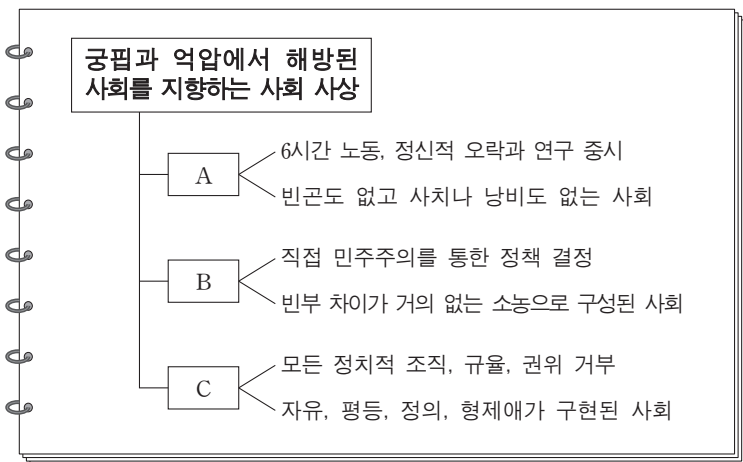 궁핍과 억압에서 해방된
사회를 지향하는 사회 사상
A
6시간 노동, 정신적 오락과 연구 중시
빈곤도 없고 사치나 낭비도 없는 사회
B
직접 민주주의를 통한 정책 결정
빈부 차이가 거의 없는 소농으로 구성된 사회
C
모든 정치적 조직, 규율, 권위 거부
자유, 평등, 정의, 형제애가 구현된 사회